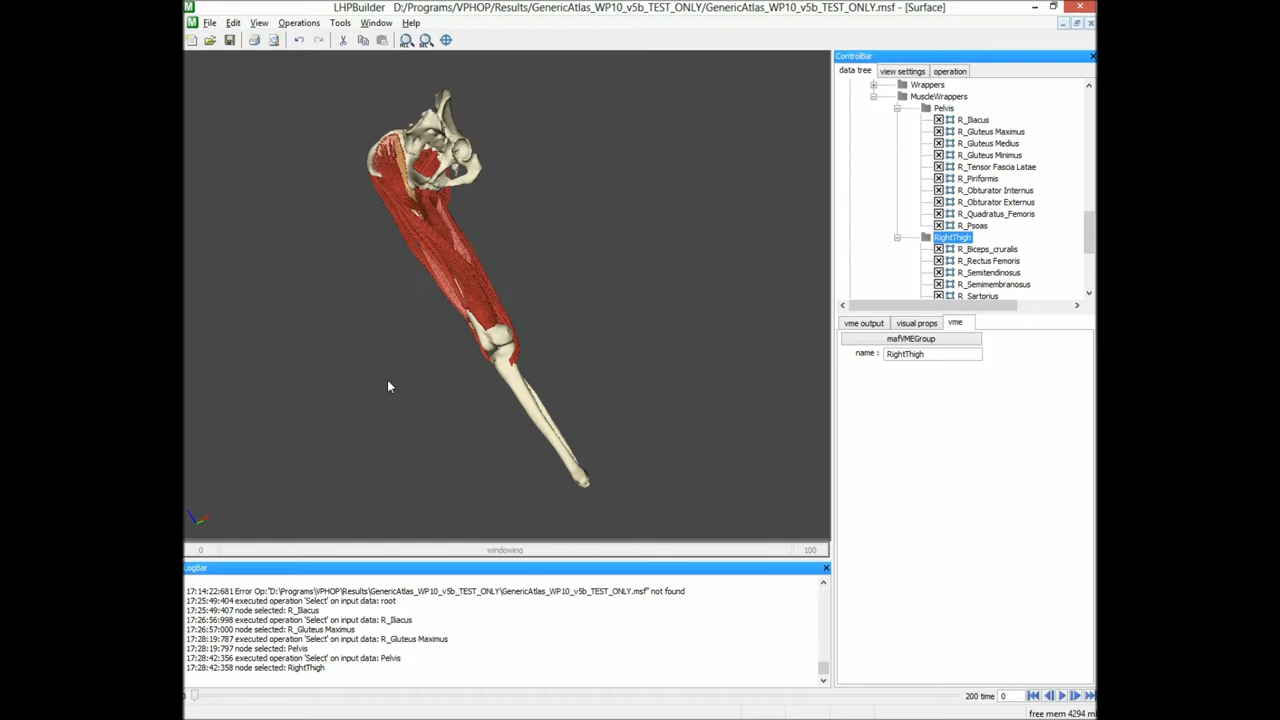 LHPBuilder   D:/Programs/VPHOP/Results/GenericAtlas_WP10_v5b_TEST_ONLY/GenericAtlas_WP10_v5b_TEST_ONLY.msf - [Surface]
File Edit View Operations Tools Window Help
ControlBar
data tree view settings operation
Wrappers
MuscleWrappers
Pelvis
R_Iliacus
R_Gluteus Maximus
R_Gluteus Medius
R_Gluteus Minimus
R_Tensor Fascia Latae
R_Piriformis
R_Obturator Internus
R_Obturator Externus
R_Quadratus_Femoris
R_Psoas
RightThigh
R_Biceps_cruralis
R_Rectus Femoris
R_Semitendinosus
R_Semimembranosus
R_Sartorius
vme output visual props vme
mafVMEGroup
name : RightThigh
0 windowing 100
LogBar
17:14:22:681 Error Op:"D:\Programs\VPHOP\Results\GenericAtlas_WP10_v5b_TEST_ONLY\GenericAtlas_WP10_v5b_TEST_ONLY.msf" not found
17:25:49:404 executed operation 'Select' on input data: root
17:25:49:407 node selected: R_Iliacus
17:26:56:998 executed operation 'Select' on input data: R_Iliacus
17:26:57:000 node selected: R_Gluteus Maximus
17:28:19:787 executed operation 'Select' on input data: R_Gluteus Maximus
17:28:19:797 node selected: Pelvis
17:28:42:356 executed operation 'Select' on input data: Pelvis
17:28:42:358 node selected: RightThigh
200 time 0
free mem 4294 m